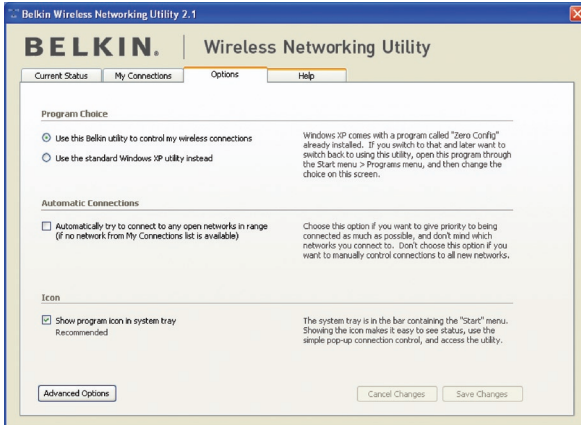 Belkin Wireless Networking Utility 2.1
BELKIN. | Wireless Networking Utility
Current Status
My Connections
Options
Help
Program Choice
Use this Belkin utility to control my wireless connections
Use the standard Windows XP utility instead
Windows XP comes with a program called "Zero Config"
already installed. If you switch to that and later want to
switch back to using this utility, open this program through
the Start menu > Programs menu, and then change the
choice on this screen.
Automatic Connections
Automatically try to connect to any open networks in range
(if no network from My Connections list is available)
Choose this option if you want to give priority to being
connected as much as possible, and don't mind which
networks you connect to. Don't choose this option if you
want to manually control connections to all new networks.
Icon
Show program icon in system tray
Recommended
The system tray is in the bar containing the "Start" menu.
Showing the icon makes it easy to see status, use the
simple pop-up connection control, and access the utility.
Advanced Options
Cancel Changes
Save Changes